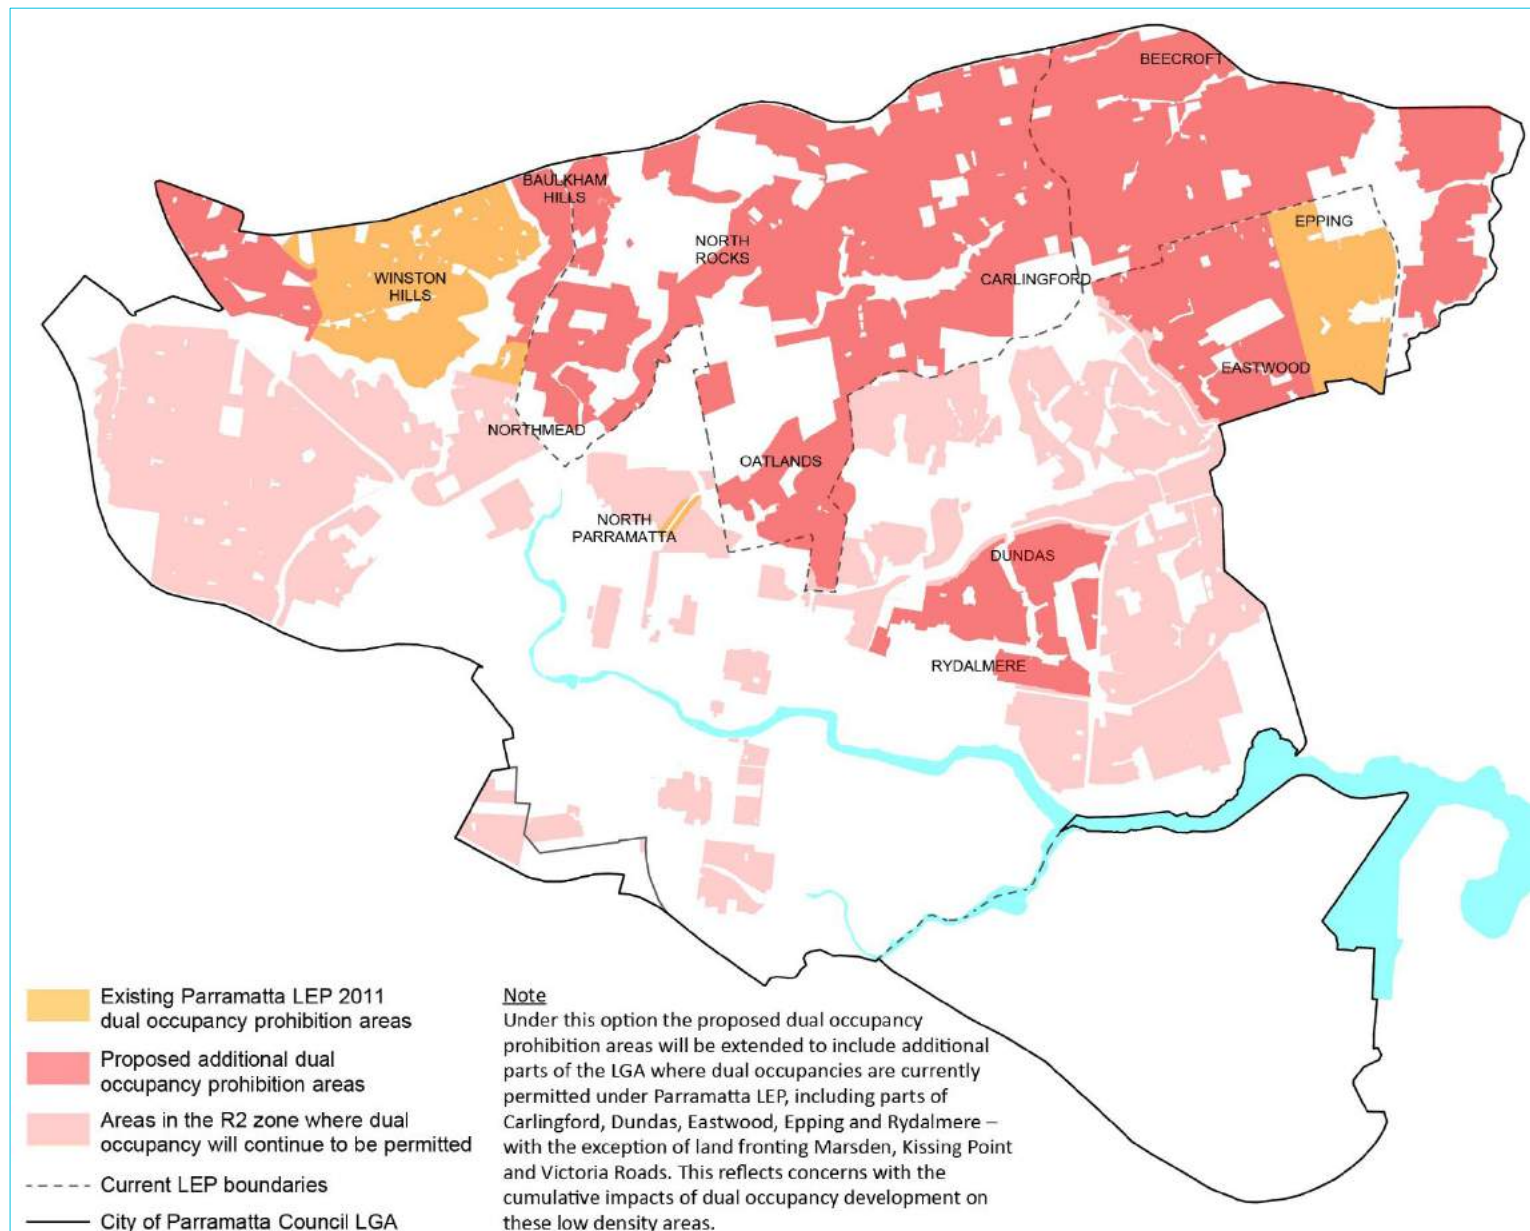 BEECROFT
BAULKHAM
HILLS
EPPING
NORTH
ROCKS
WINSTON
HILLS
CARLINGFORD
EASTWOOD
NORTHMEAD
OATLANDS
NORTH
PARRAMATTA
DUNDAS
RYDALMERE
Existing Parramatta LEP 2011
dual occupancy prohibition areas
Proposed additional dual
occupancy prohibition areas
Areas in the R2 zone where dual
occupancy will continue to be permitted
Current LEP boundaries
City of Parramatta Council LGA
Note
Under this option the proposed dual occupancy
prohibition areas will be extended to include additional
parts of the LGA where dual occupancies are currently
permitted under Parramatta LEP, including parts of
Carlingford, Dundas, Eastwood, Epping and Rydalmere –
with the exception of land fronting Marsden, Kissing Point
and Victoria Roads. This reflects concerns with the
cumulative impacts of dual occupancy development on
these low density areas.